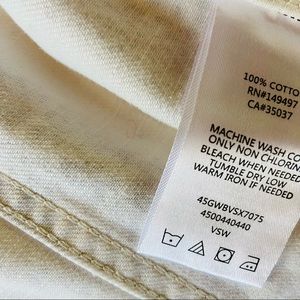 100% COTTO
RN#149497
CA#35037
MACHINE WASH CO
ONLY NON CHLORIN
BLEACH WHEN NEEDED
TUMBLE DRY LOW
WARM IRON IF NEEDED
45GWBVSX7075
4500440440
VSW